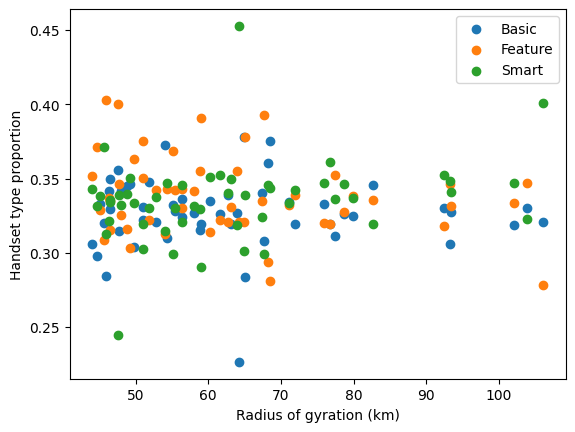 Basic
Feature
Smart
0.45
0.40
0.35
0.30
0.25
Handset type proportion
50
60
70
80
90
100
Radius of gyration (km)